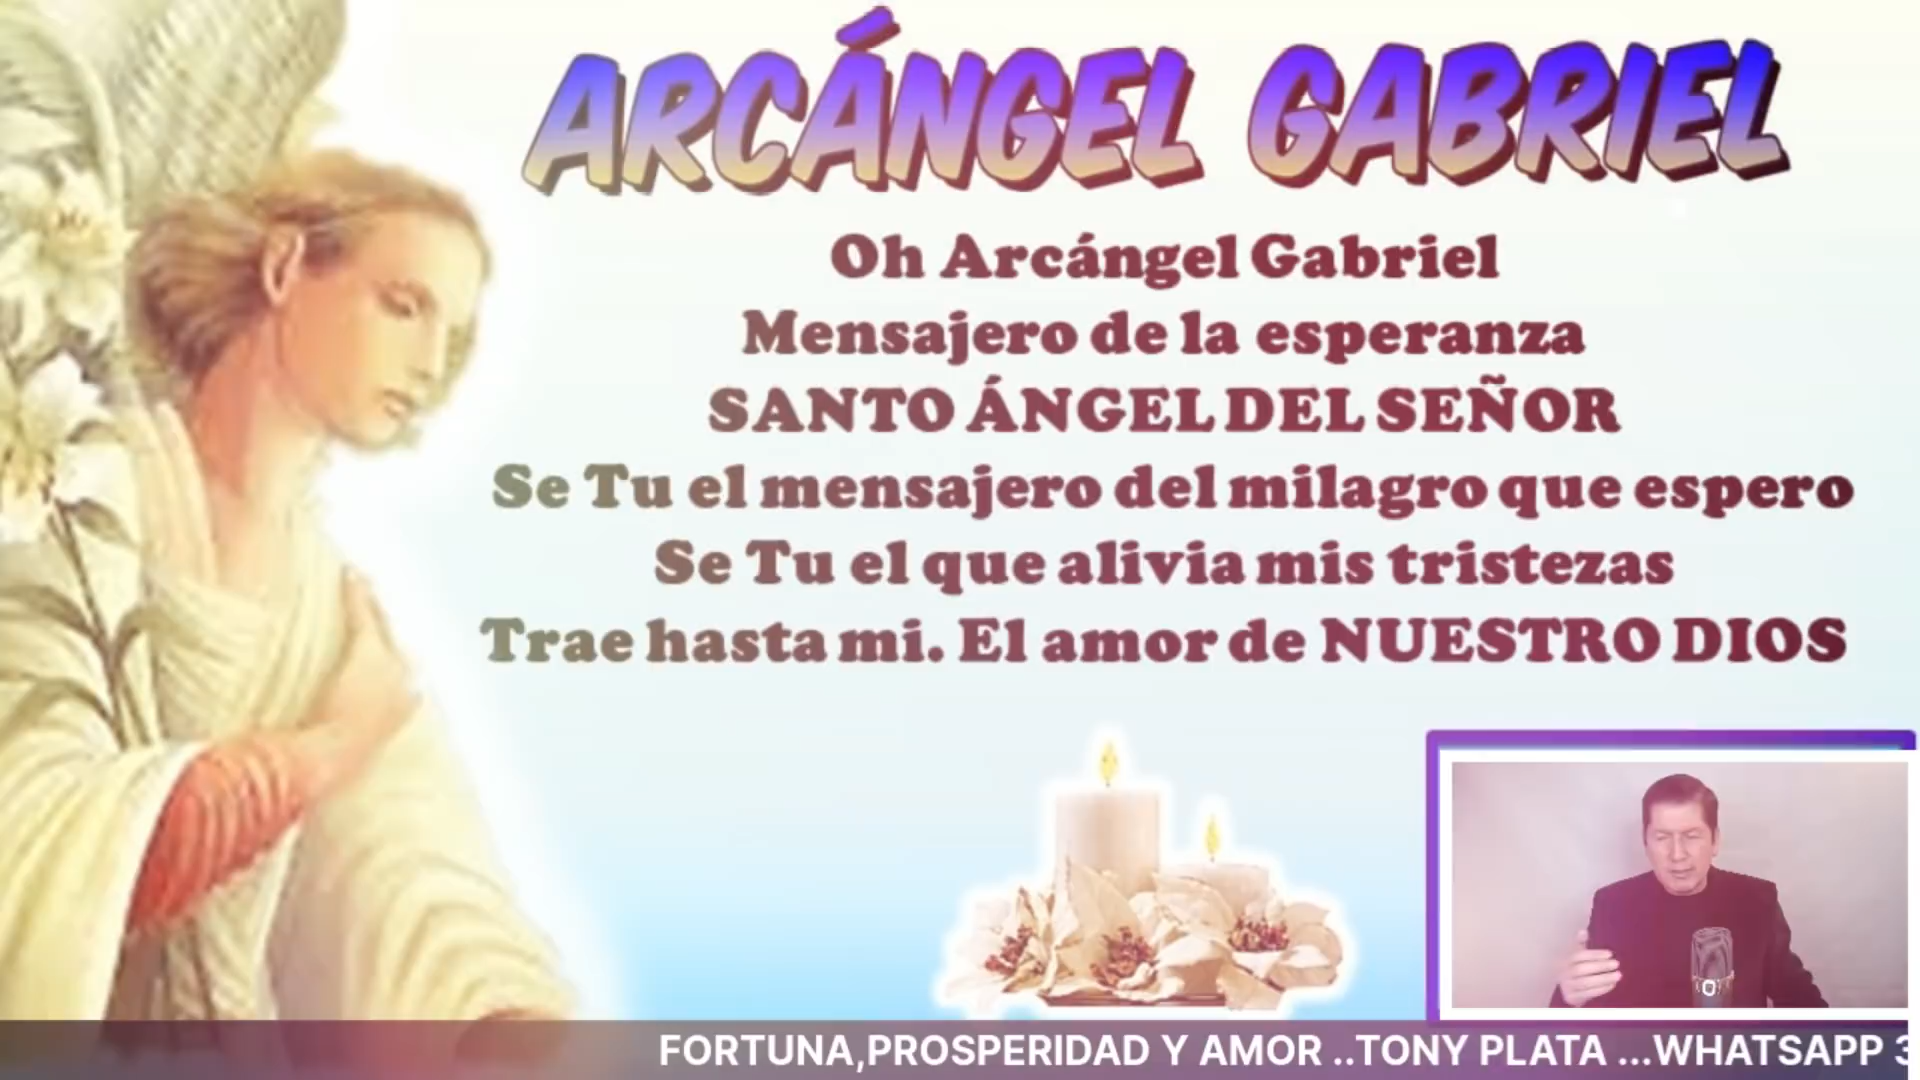 ARCÁNGEL GABRIEL
Oh Arcángel Gabriel
Mensajero de la esperanza
SANTO ÁNGEL DEL SEÑOR
Se Tu el mensajero del milagro que espero
Se Tu el que alivia mis tristezas
Trae hasta mi. El amor de NUESTRO DIOS
FORTUNA,PROSPERIDAD Y AMOR ..TONY PLATA ...WHATSAPP 3